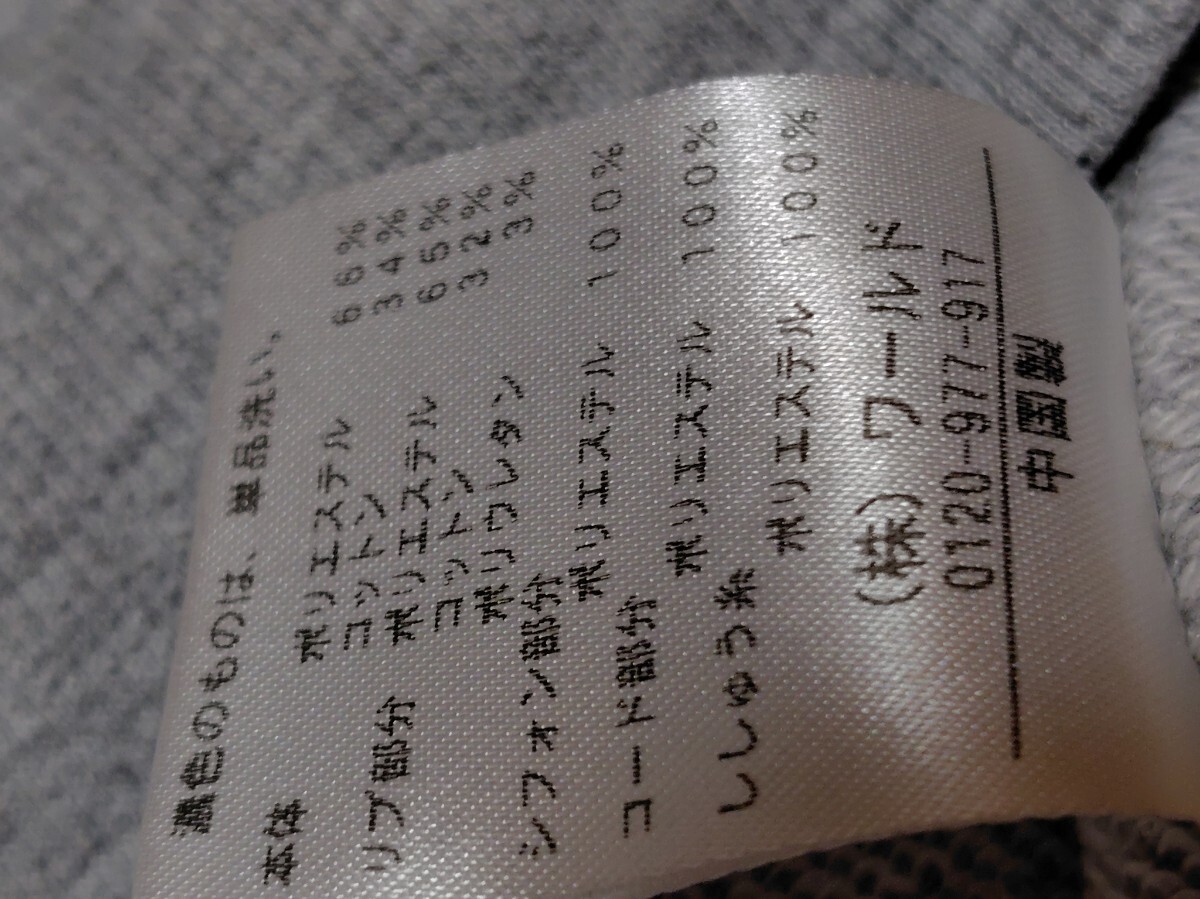 濃色のものは、単品洗い。
本体 ポリエステル 66%
コットン 34%
リブ部分 ポリエステル 65%
コットン 32%
ポリウレタン 3%
シフォン部分 ポリエステル 100%
コード部分 ポリエステル 100%
ししゅう糸 ポリエステル 100%
(株)ワールド
0120-977-917
中国製